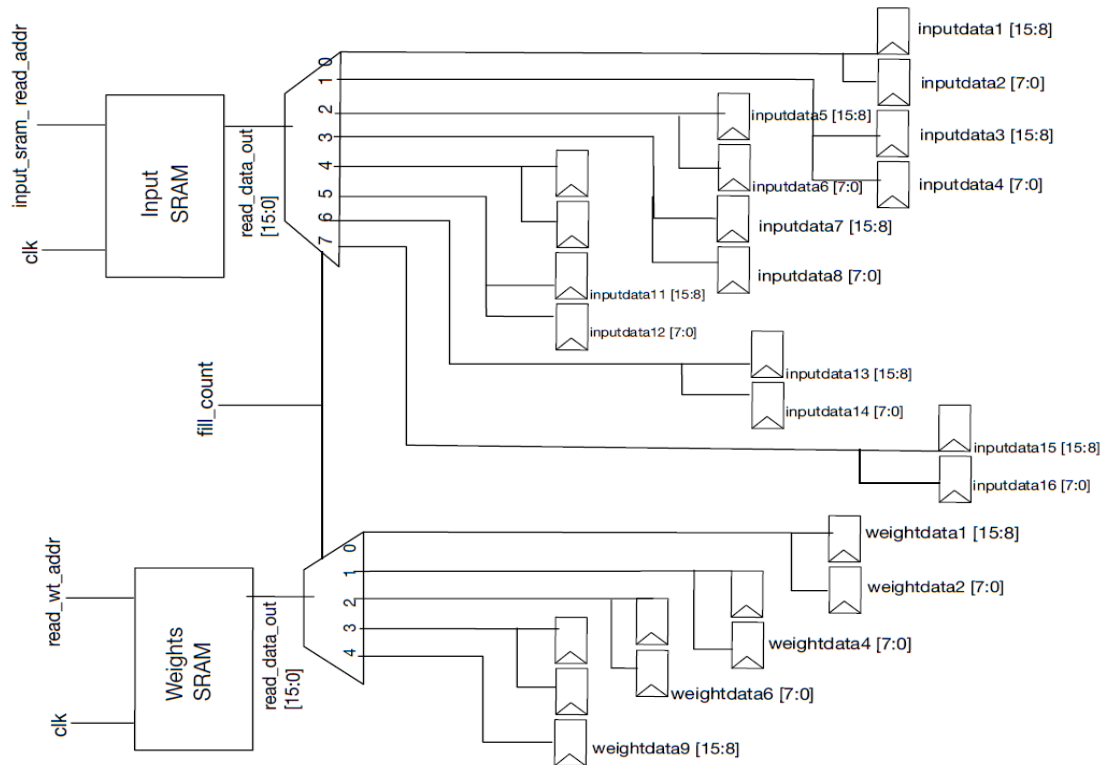 input_sram_ read_addr
clk
Input
SRAM
read_data_out
[15:0]
0
1
2
3
4
5
6
7
inputdata1 [15:8]
inputdata2 [7:0]
inputdata3 [15:8]
inputdata4 [7:0]
inputdata5 [15:8]
inputdata6 [7:0]
inputdata7 [15:8]
inputdata8 [7:0]
inputdata11 [15:8]
inputdata12 [7:0]
inputdata13 [15:8]
inputdata14 [7:0]
inputdata15 [15:8]
inputdata16 [7:0]
fill_count
read_wt_addr
clk
Weights
SRAM
read_data_out
[15:0]
0
1
2
3
4
weightdata1 [15:8]
weightdata2 [7:0]
weightdata4 [7:0]
weightdata6 [7:0]
weightdata9 [15:8]